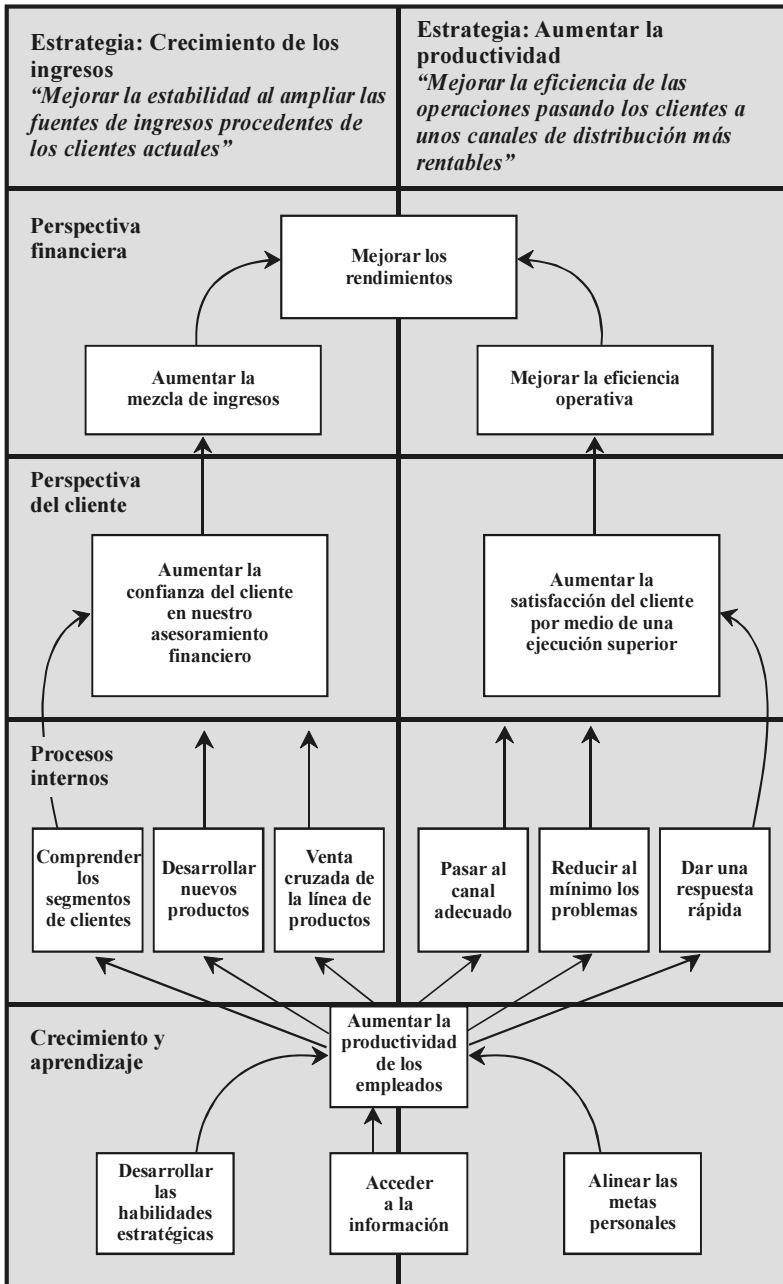 Estrategia: Crecimiento de los
ingresos
“Mejorar la estabilidad al ampliar las
fuentes de ingresos procedentes de
los clientes actuales”
Estrategia: Aumentar la
productividad
“Mejorar la eficiencia de las
operaciones pasando los clientes a
unos canales de distribución más
rentables”
Perspectiva
financiera
Mejorar los
rendimientos
Aumentar la
mezcla de ingresos
Mejorar la eficiencia
operativa
Perspectiva
del cliente
Aumentar la
confianza del cliente
en nuestro
asesoramiento
financiero
Aumentar la
satisfacción del cliente
por medio de una
ejecución superior
Procesos
internos
Comprender
los
segmentos
de clientes
Desarrollar
nuevos
productos
Venta
cruzada de
la línea de
productos
Pasar al
canal
adecuado
Reducir al
mínimo los
problemas
Dar una
respuesta
rápida
Crecimiento y
aprendizaje
Aumentar la
productividad
de los
empleados
Desarrollar
las
habilidades
estratégicas
Acceder
a la
información
Alinear las
metas
personales